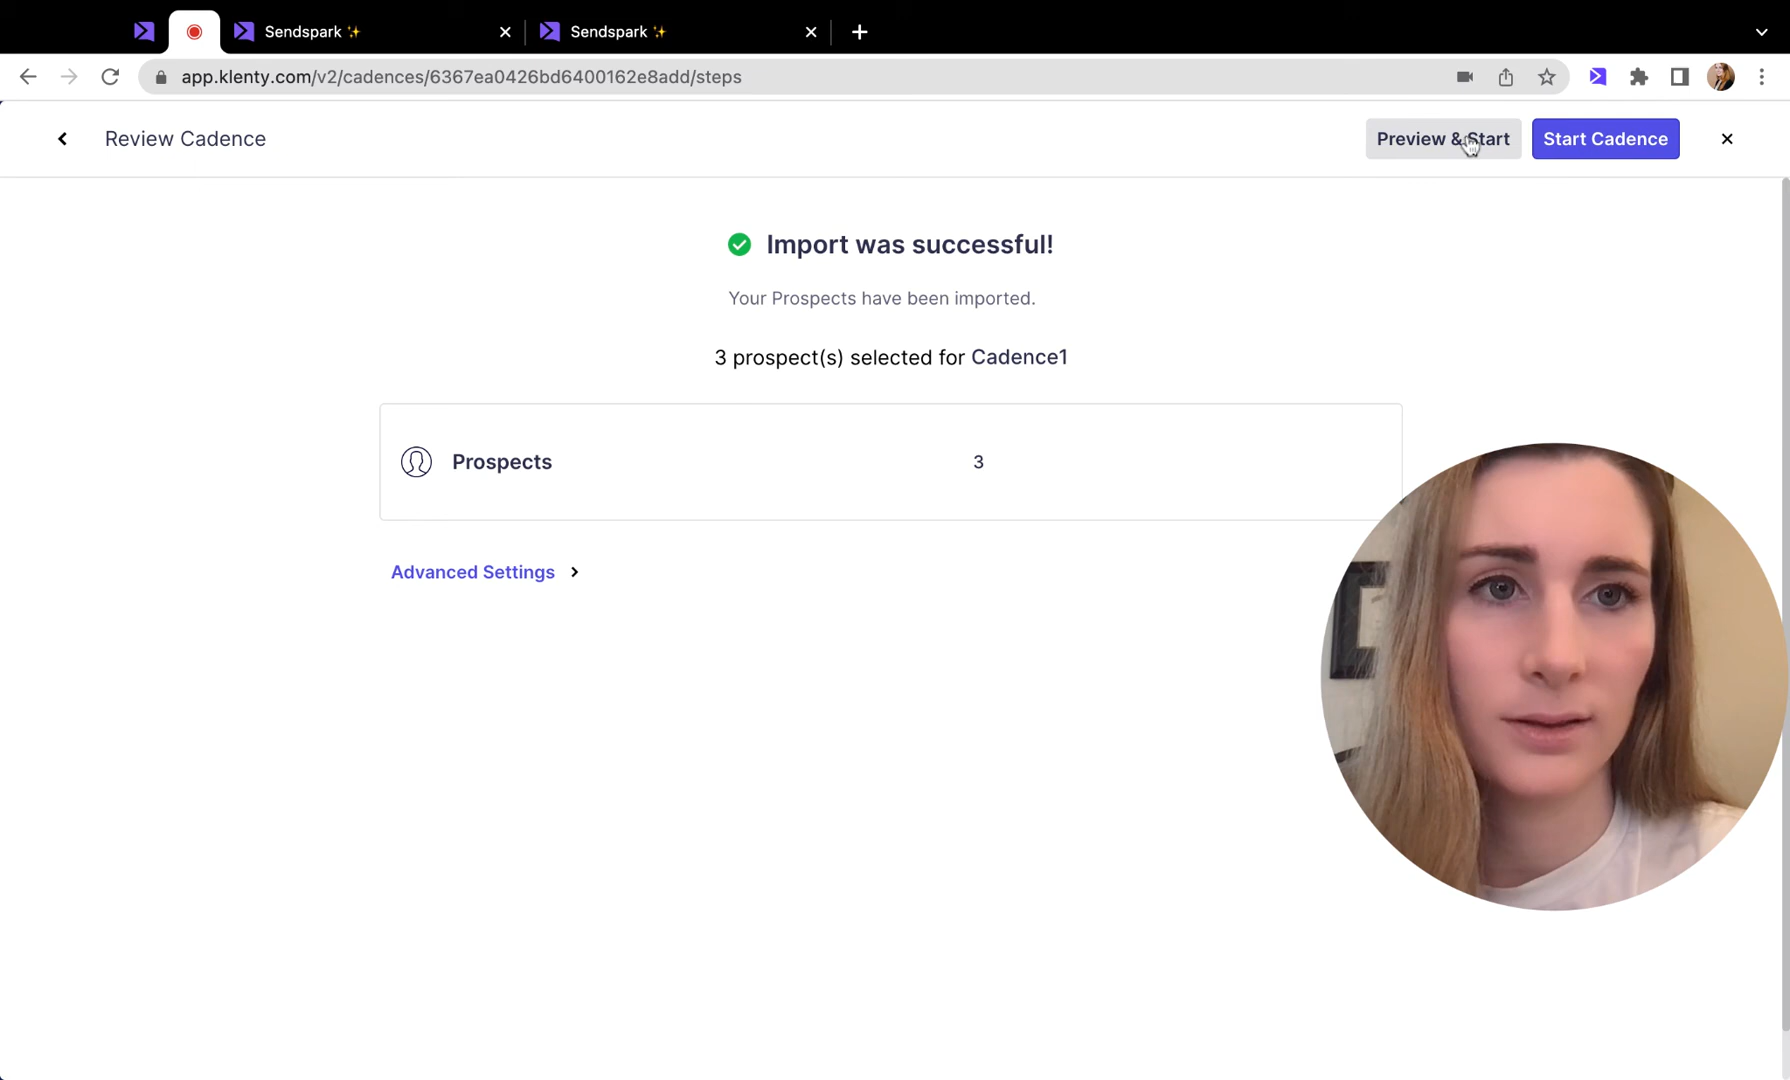 Sendspark ✨
Sendspark ✨
app.klenty.com/v2/cadences/6367ea0426bd6400162e8add/steps
Review Cadence
Preview & Start
Start Cadence
Import was successful!
Your Prospects have been imported.
3 prospect(s) selected for Cadence1
Prospects 3
Advanced Settings